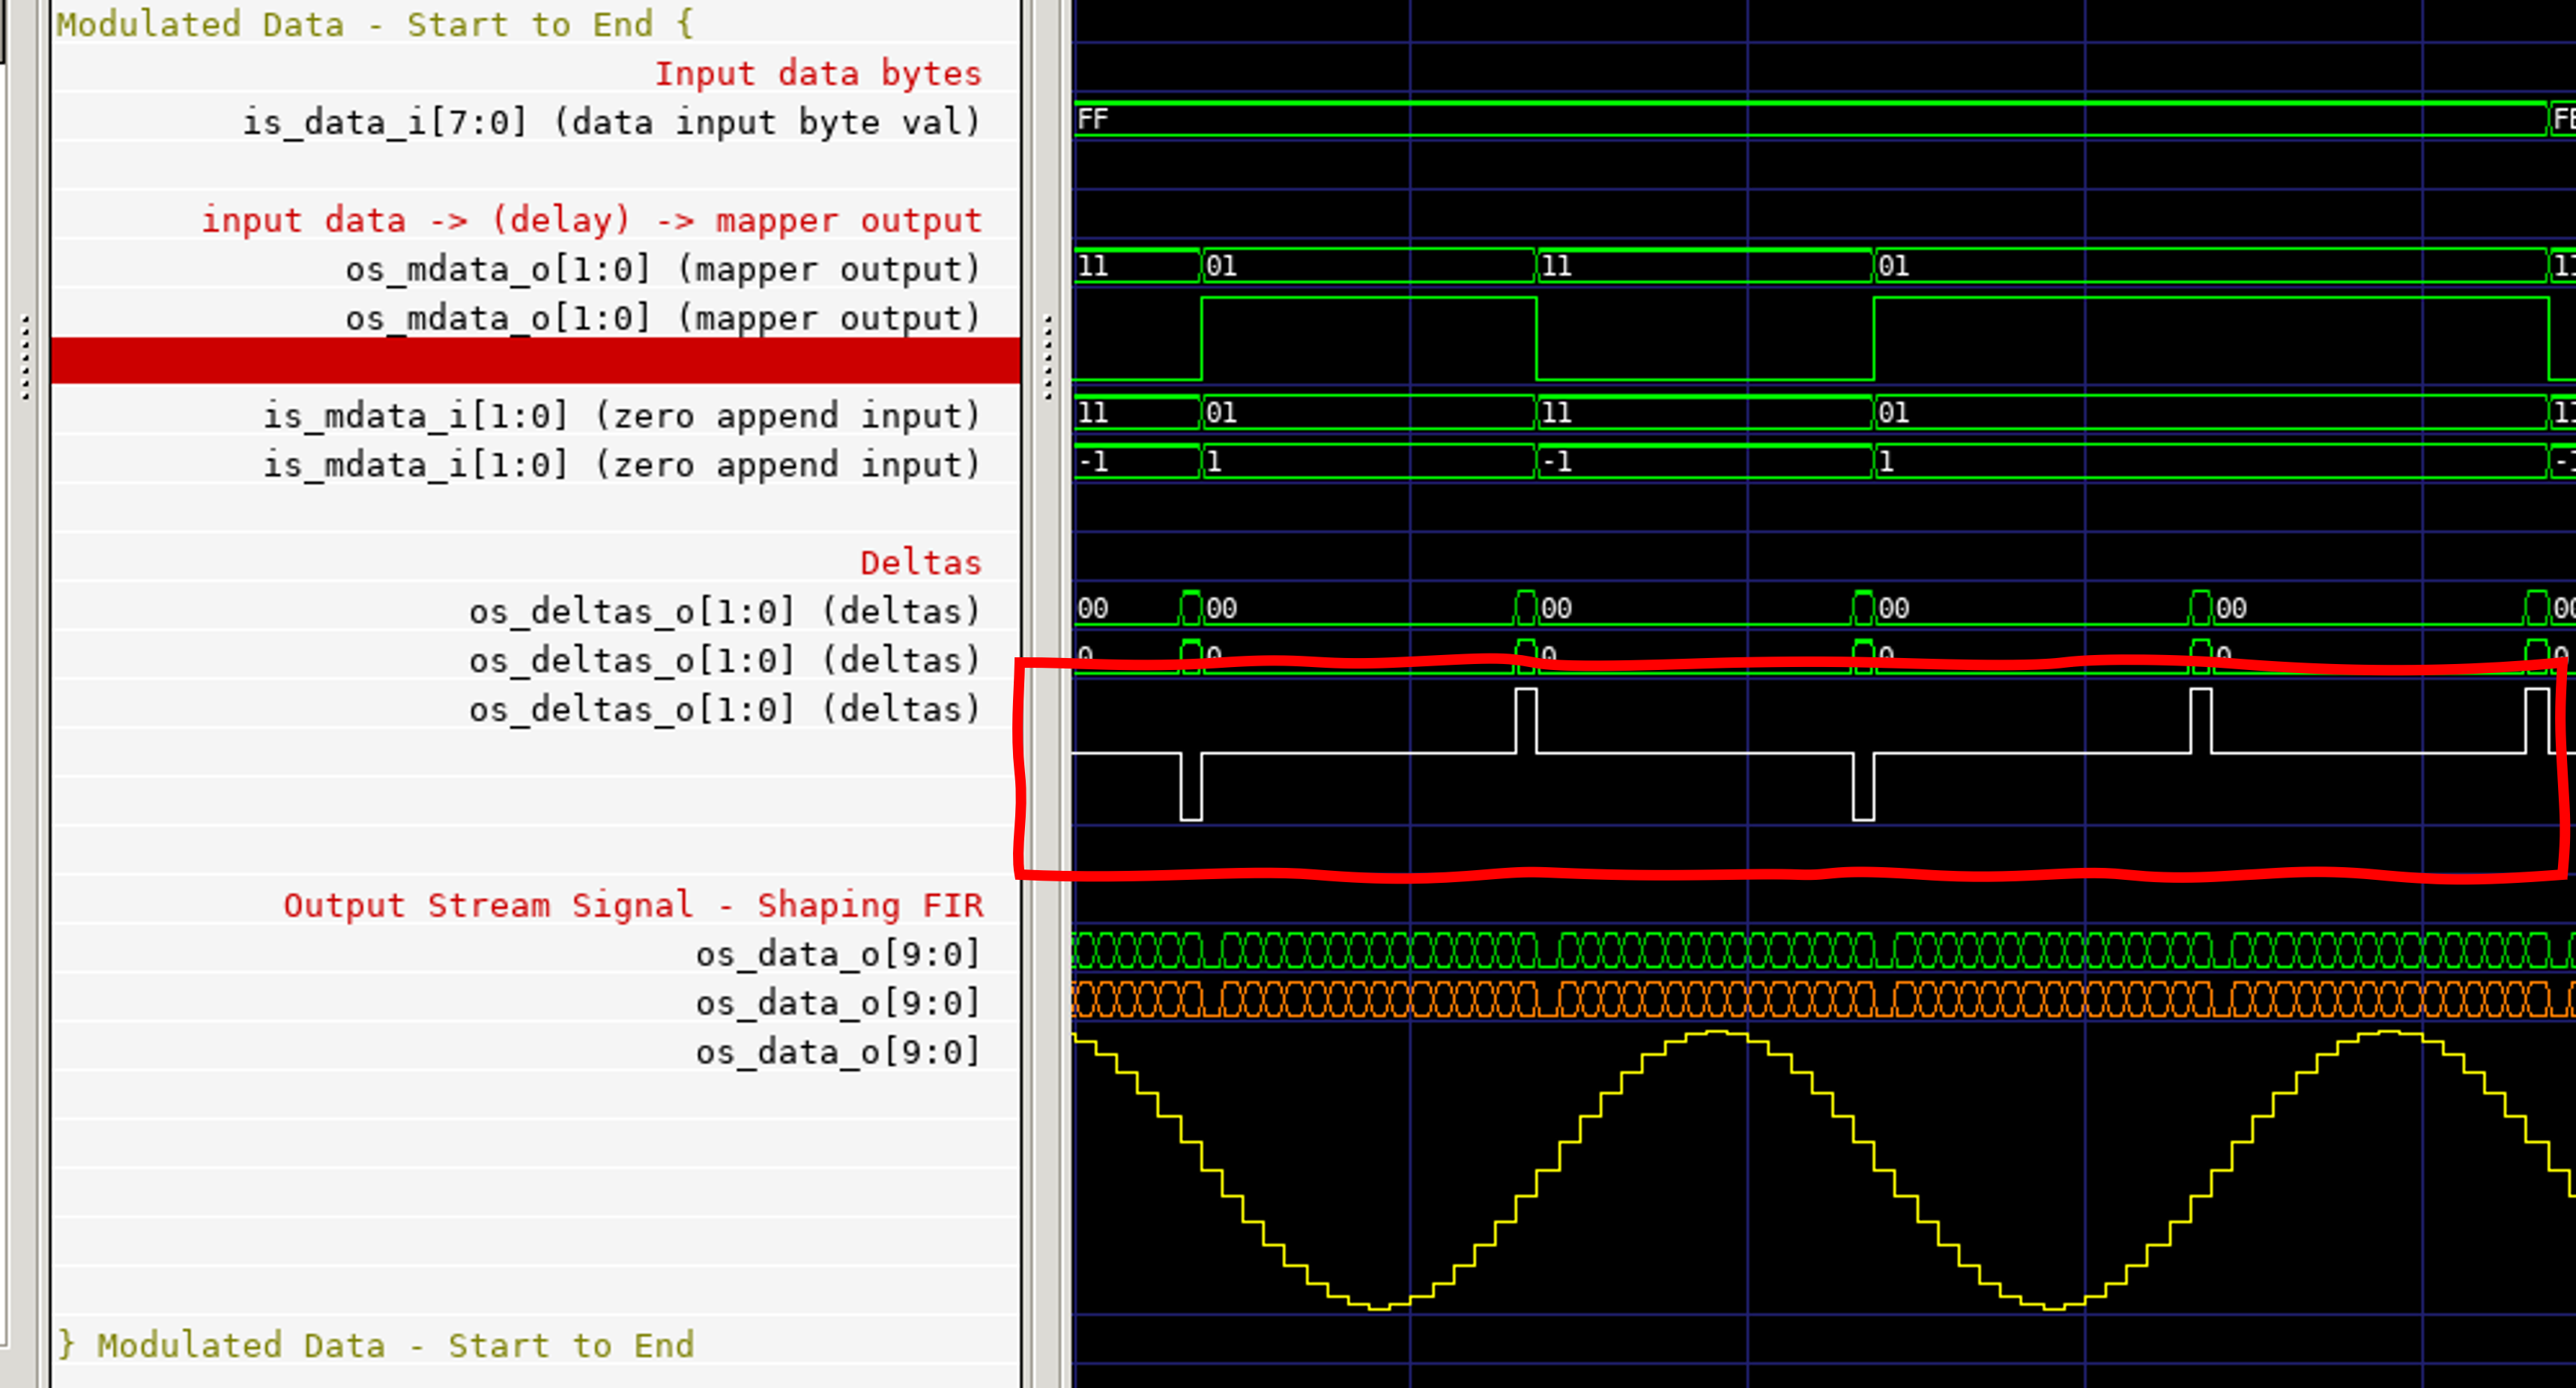 Modulated Data - Start to End {
Input data bytes
is_data_i[7:0] (data input byte val) FF
input data -> (delay) -> mapper output
os_mdata_o[1:0] (mapper output) 11 01 11 01 11
os_mdata_o[1:0] (mapper output)
is_mdata_i[1:0] (zero append input) 11 01 11 01 11
is_mdata_i[1:0] (zero append input) -1 1 -1 1 -1
Deltas
os_deltas_o[1:0] (deltas) 00 00 00 00 00 00
os_deltas_o[1:0] (deltas) 0 0 0 0 0 0
os_deltas_o[1:0] (deltas)
Output Stream Signal - Shaping FIR
os_data_o[9:0]
os_data_o[9:0]
os_data_o[9:0]
} Modulated Data - Start to End